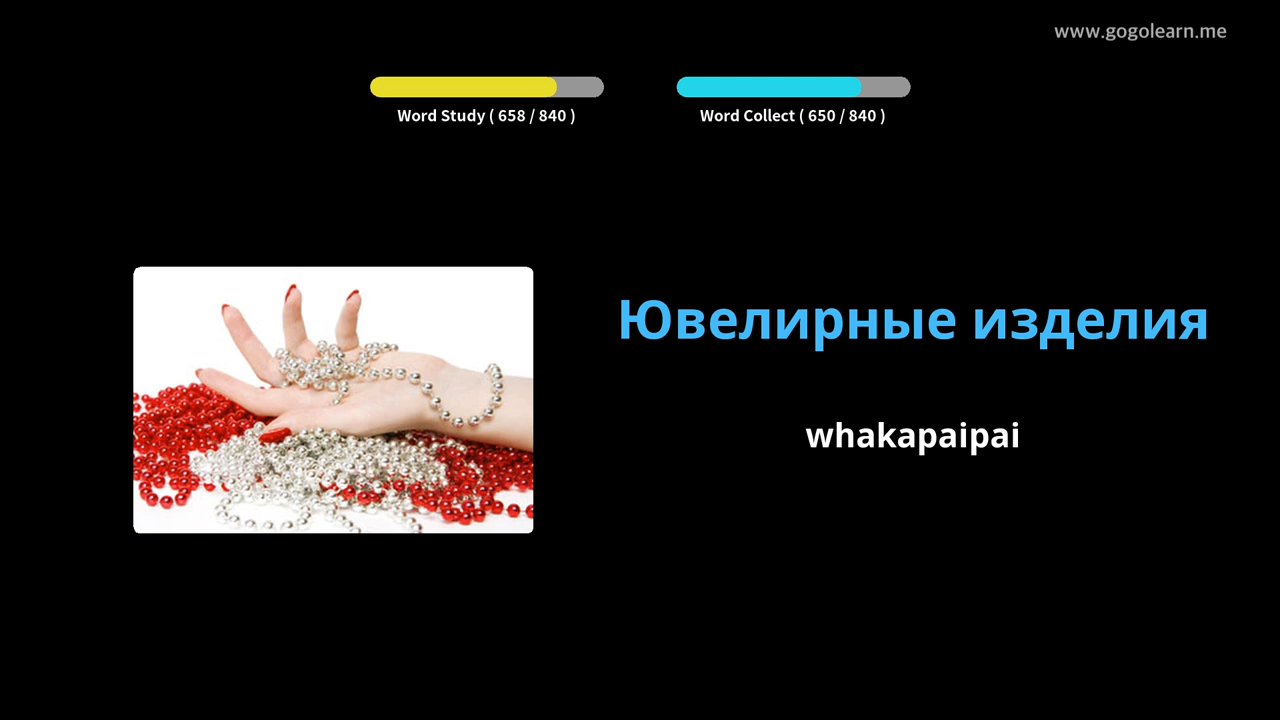 www.gogolearn.me
Word Study ( 658 / 840 )
Word Collect ( 650 / 840 )
Ювелирные изделия
whakapaipai